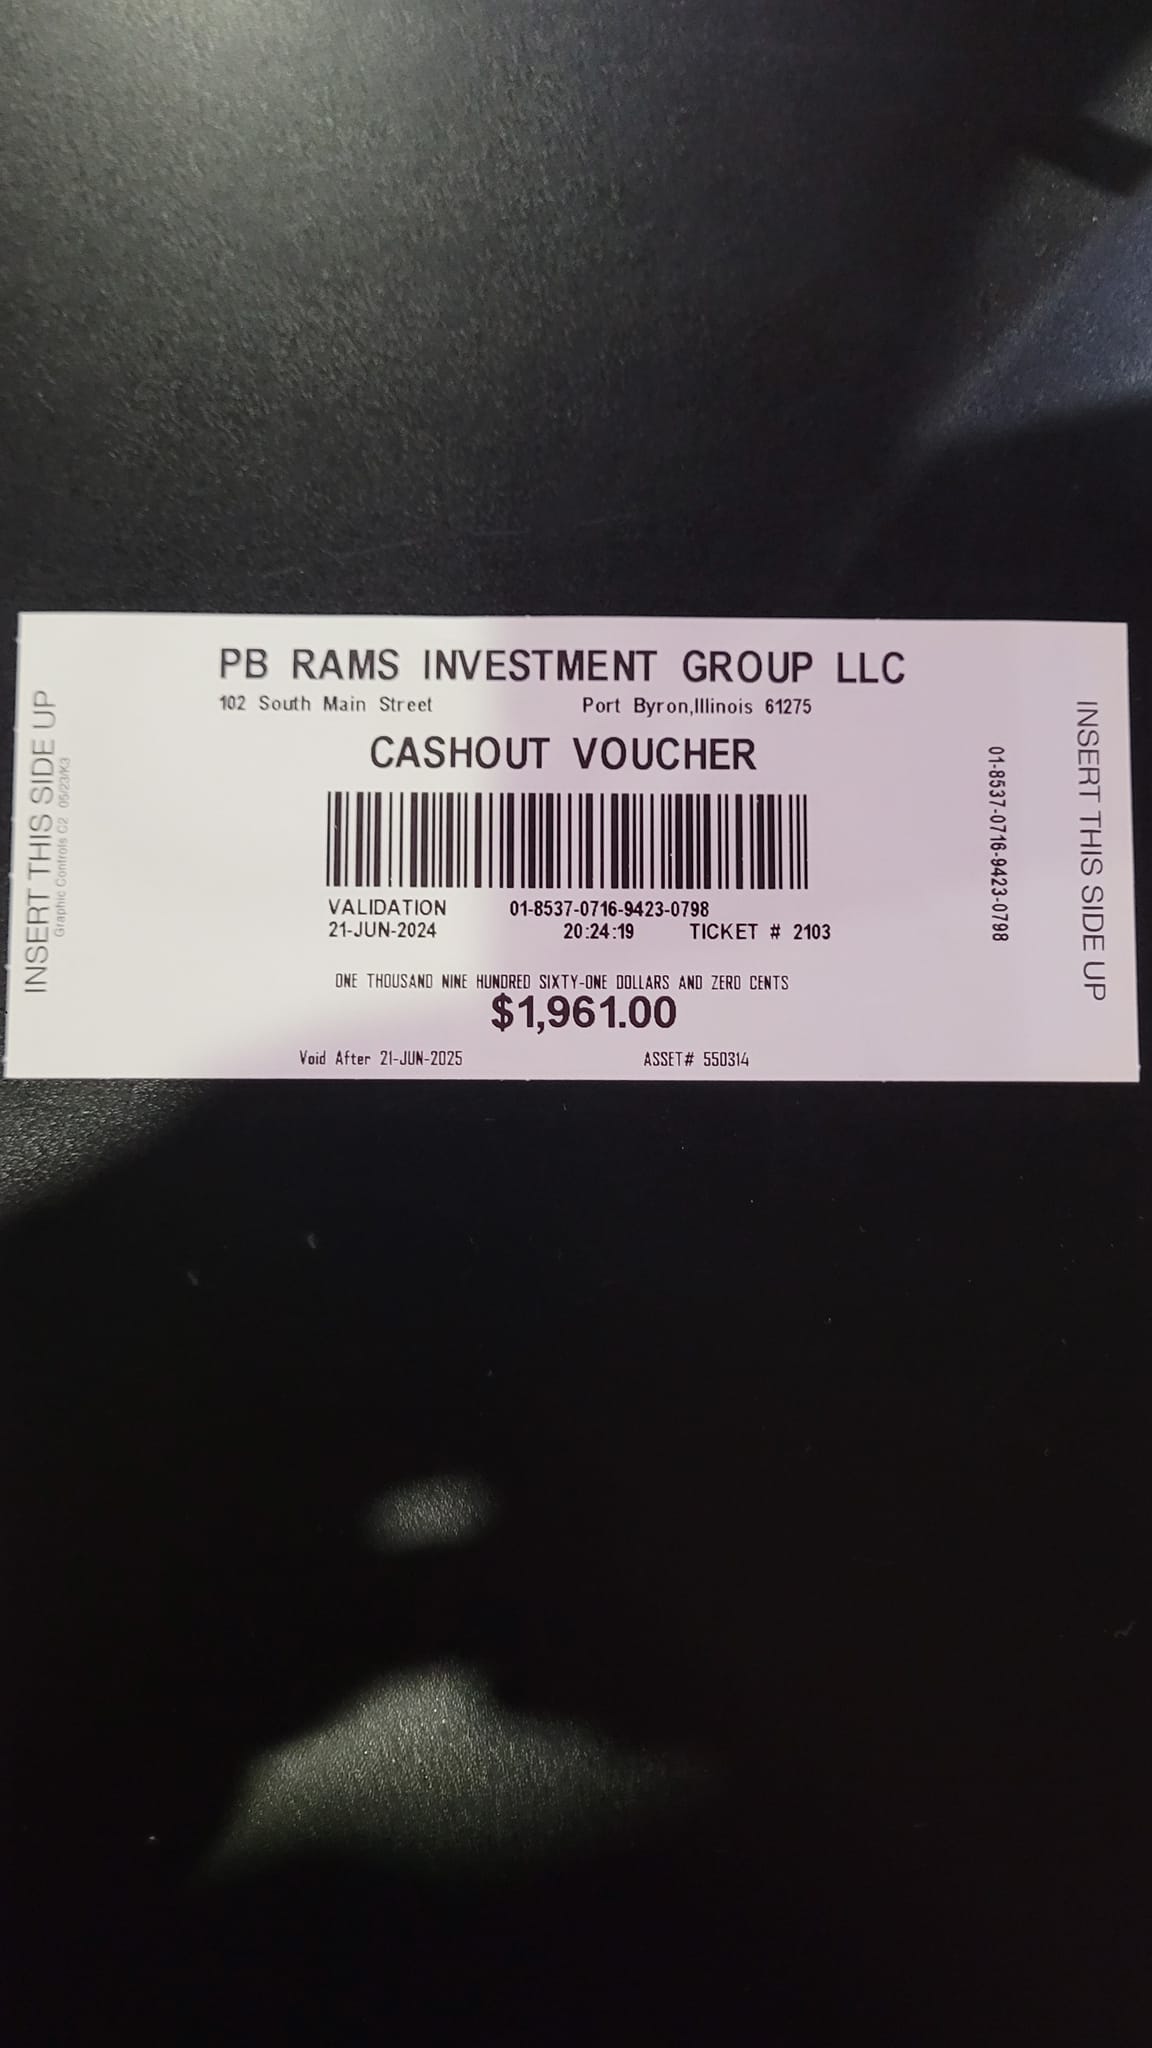 PB RAMS INVESTMENT GROUP LLC
102 South Main Street Port Byron,Illinois 61275
CASHOUT VOUCHER
VALIDATION 01-8537-0716-9423-0798
21-JUN-2024 20:24:19 TICKET # 2103
ONE THOUSAND NINE HUNDRED SIXTY-ONE DOLLARS AND ZERO CENTS
$1,961.00
Void After 21-JUN-2025 ASSET# 550314
INSERT THIS SIDE UP
Graphic Controls C2 05/23/K3
01-8537-0716-9423-0798
INSERT THIS SIDE UP